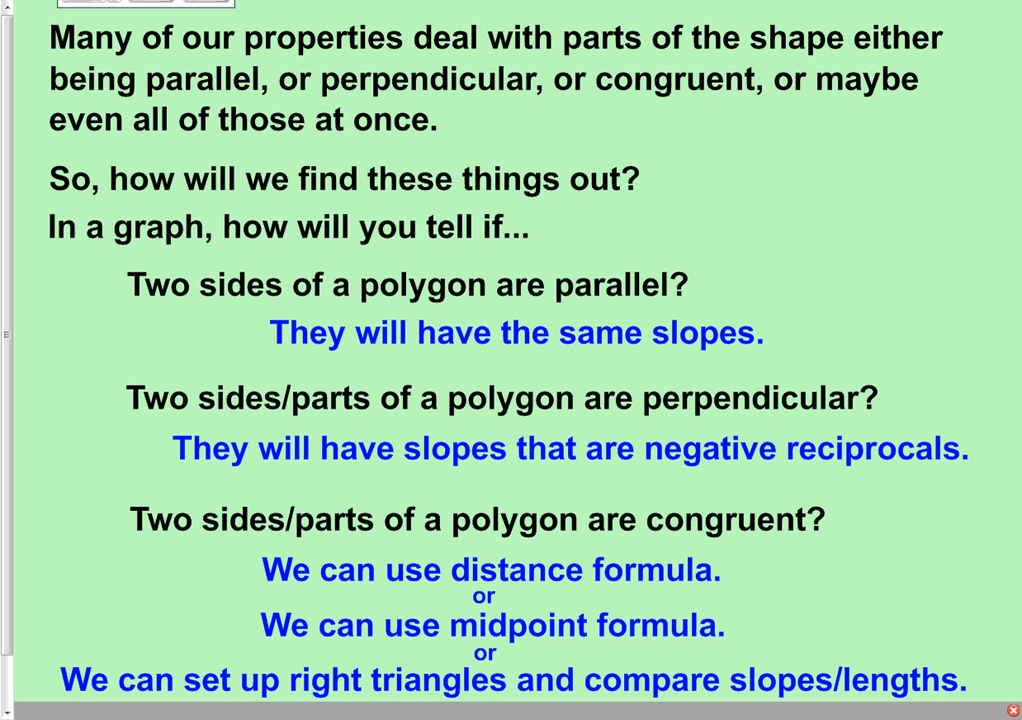 Many of our properties deal with parts of the shape either
being parallel, or perpendicular, or congruent, or maybe
even all of those at once.
So, how will we find these things out?
In a graph, how will you tell if...
Two sides of a polygon are parallel?
They will have the same slopes.
Two sides/parts of a polygon are perpendicular?
They will have slopes that are negative reciprocals.
Two sides/parts of a polygon are congruent?
We can use distance formula.
or
We can use midpoint formula.
or
We can set up right triangles and compare slopes/lengths.